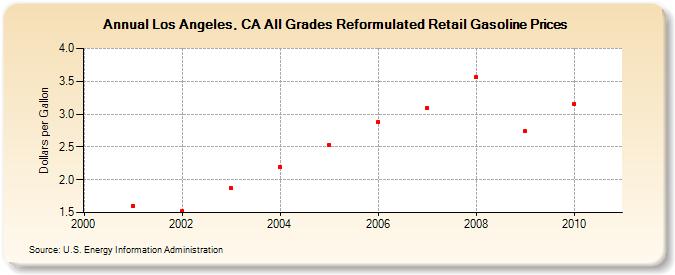 Annual Los Angeles, CA All Grades Reformulated Retail Gasoline Prices
Dollars per Gallon
4.0
3.5
3.0
2.5
2.0
1.5
2000 2002 2004 2006 2008 2010
Source: U.S. Energy Information Administration